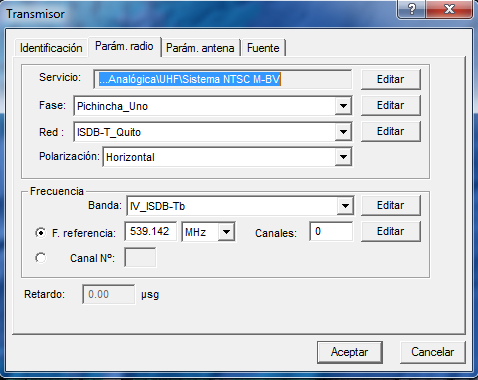 Transmisor
Identificación Parám. radio Parám. antena Fuente
Servicio: ...Analógica\UHF\Sistema NTSC M-BV Editar
Fase: Pichincha_Uno Editar
Red : ISDB-T_Quito Editar
Polarización: Horizontal
Frecuencia
Banda: IV_ISDB-Tb Editar
F. referencia: 539.142 MHz Canales: 0 Editar
Canal Nº:
Retardo: 0.00 µsg
Aceptar Cancelar